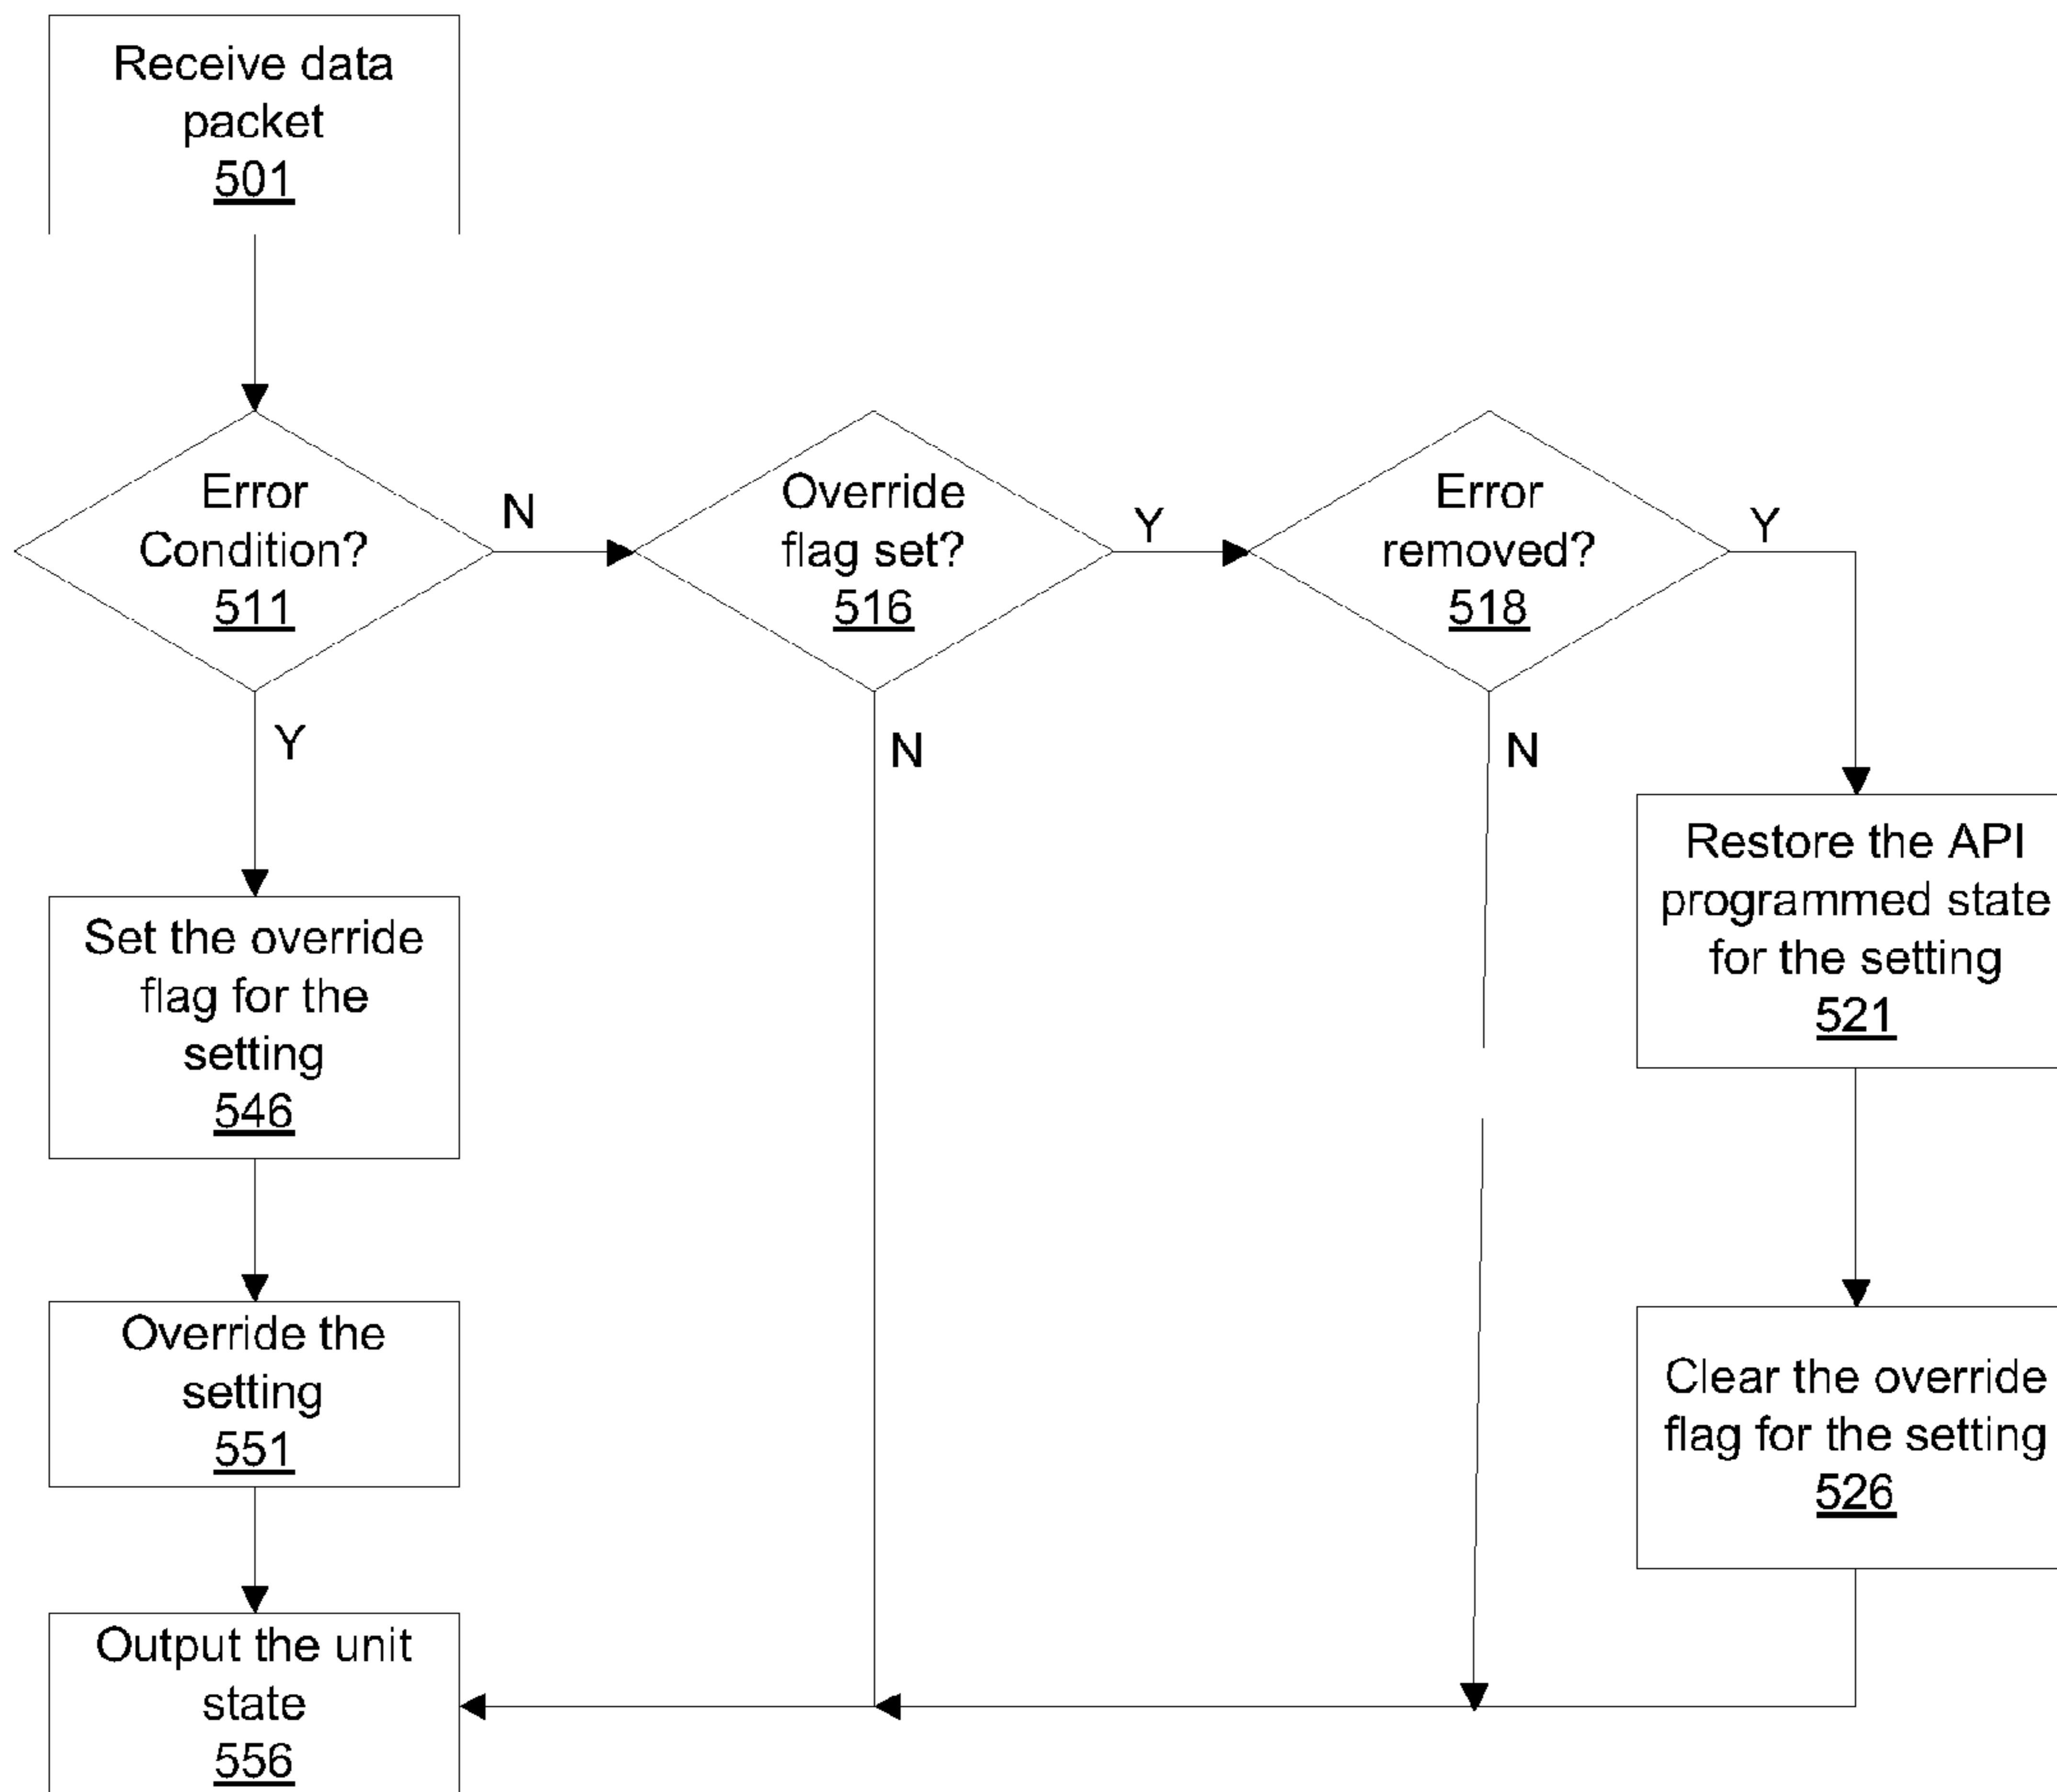 Receive data
packet
501
Error
Condition?
511
N
Override
flag set?
516
Y
Error
removed?
518
Y
Y
N
N
Restore the API
programmed state
for the setting
521
Set the override
flag for the
setting
546
Override the
setting
551
Clear the override
flag for the setting
526
Output the unit
state
556